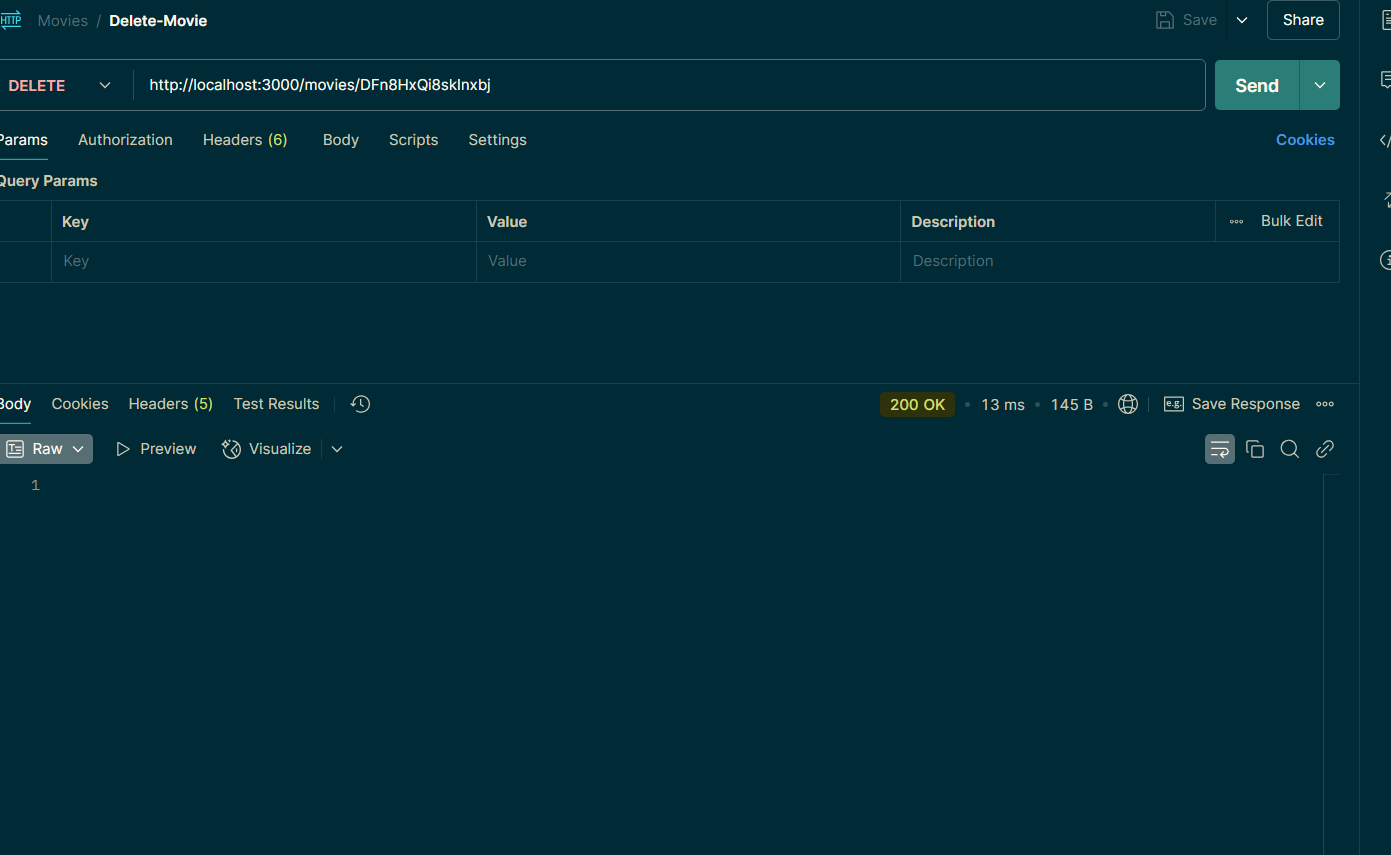 HTTP Movies / Delete-Movie Save Share
DELETE http://localhost:3000/movies/DFn8HxQi8skInxbj Send
Params Authorization Headers (6) Body Scripts Settings Cookies
Query Params
Key Value Description Bulk Edit
Key Value Description
Body Cookies Headers (5) Test Results 200 OK • 13 ms • 145 B • e.g. Save Response
Raw Preview Visualize
1